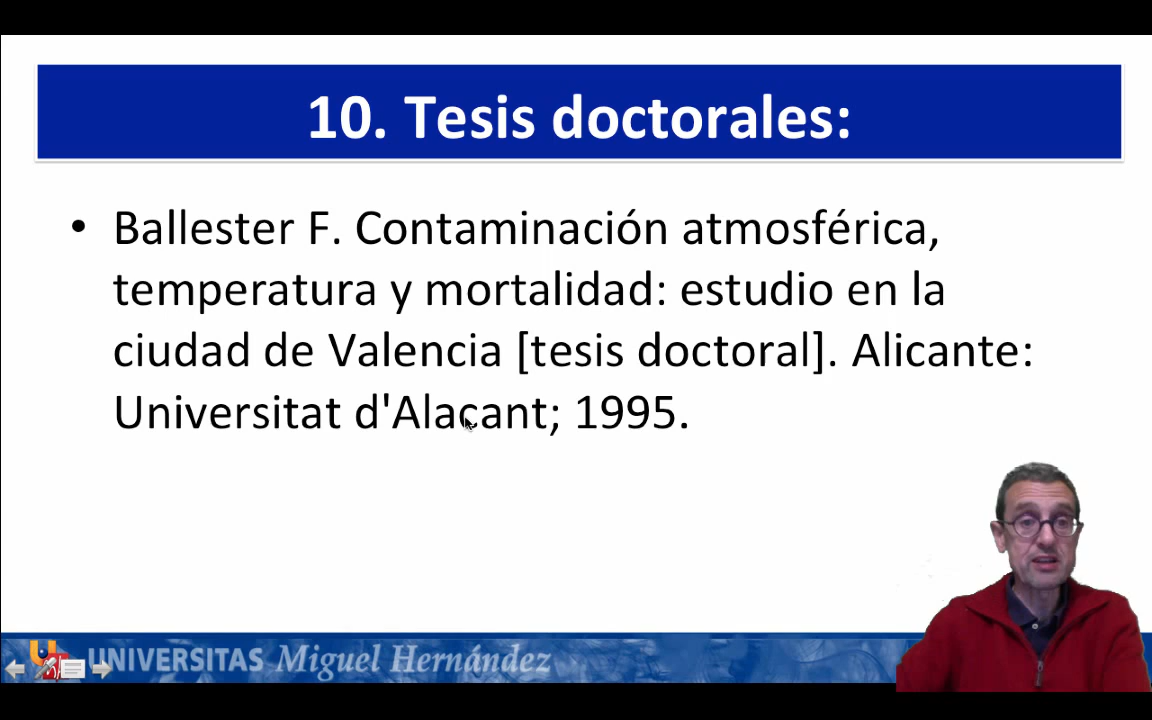 10. Tesis doctorales:
• Ballester F. Contaminación atmosférica,
temperatura y mortalidad: estudio en la
ciudad de Valencia [tesis doctoral]. Alicante:
Universitat d'Alacant; 1995.
UNIVERSITAS Miguel Hernández